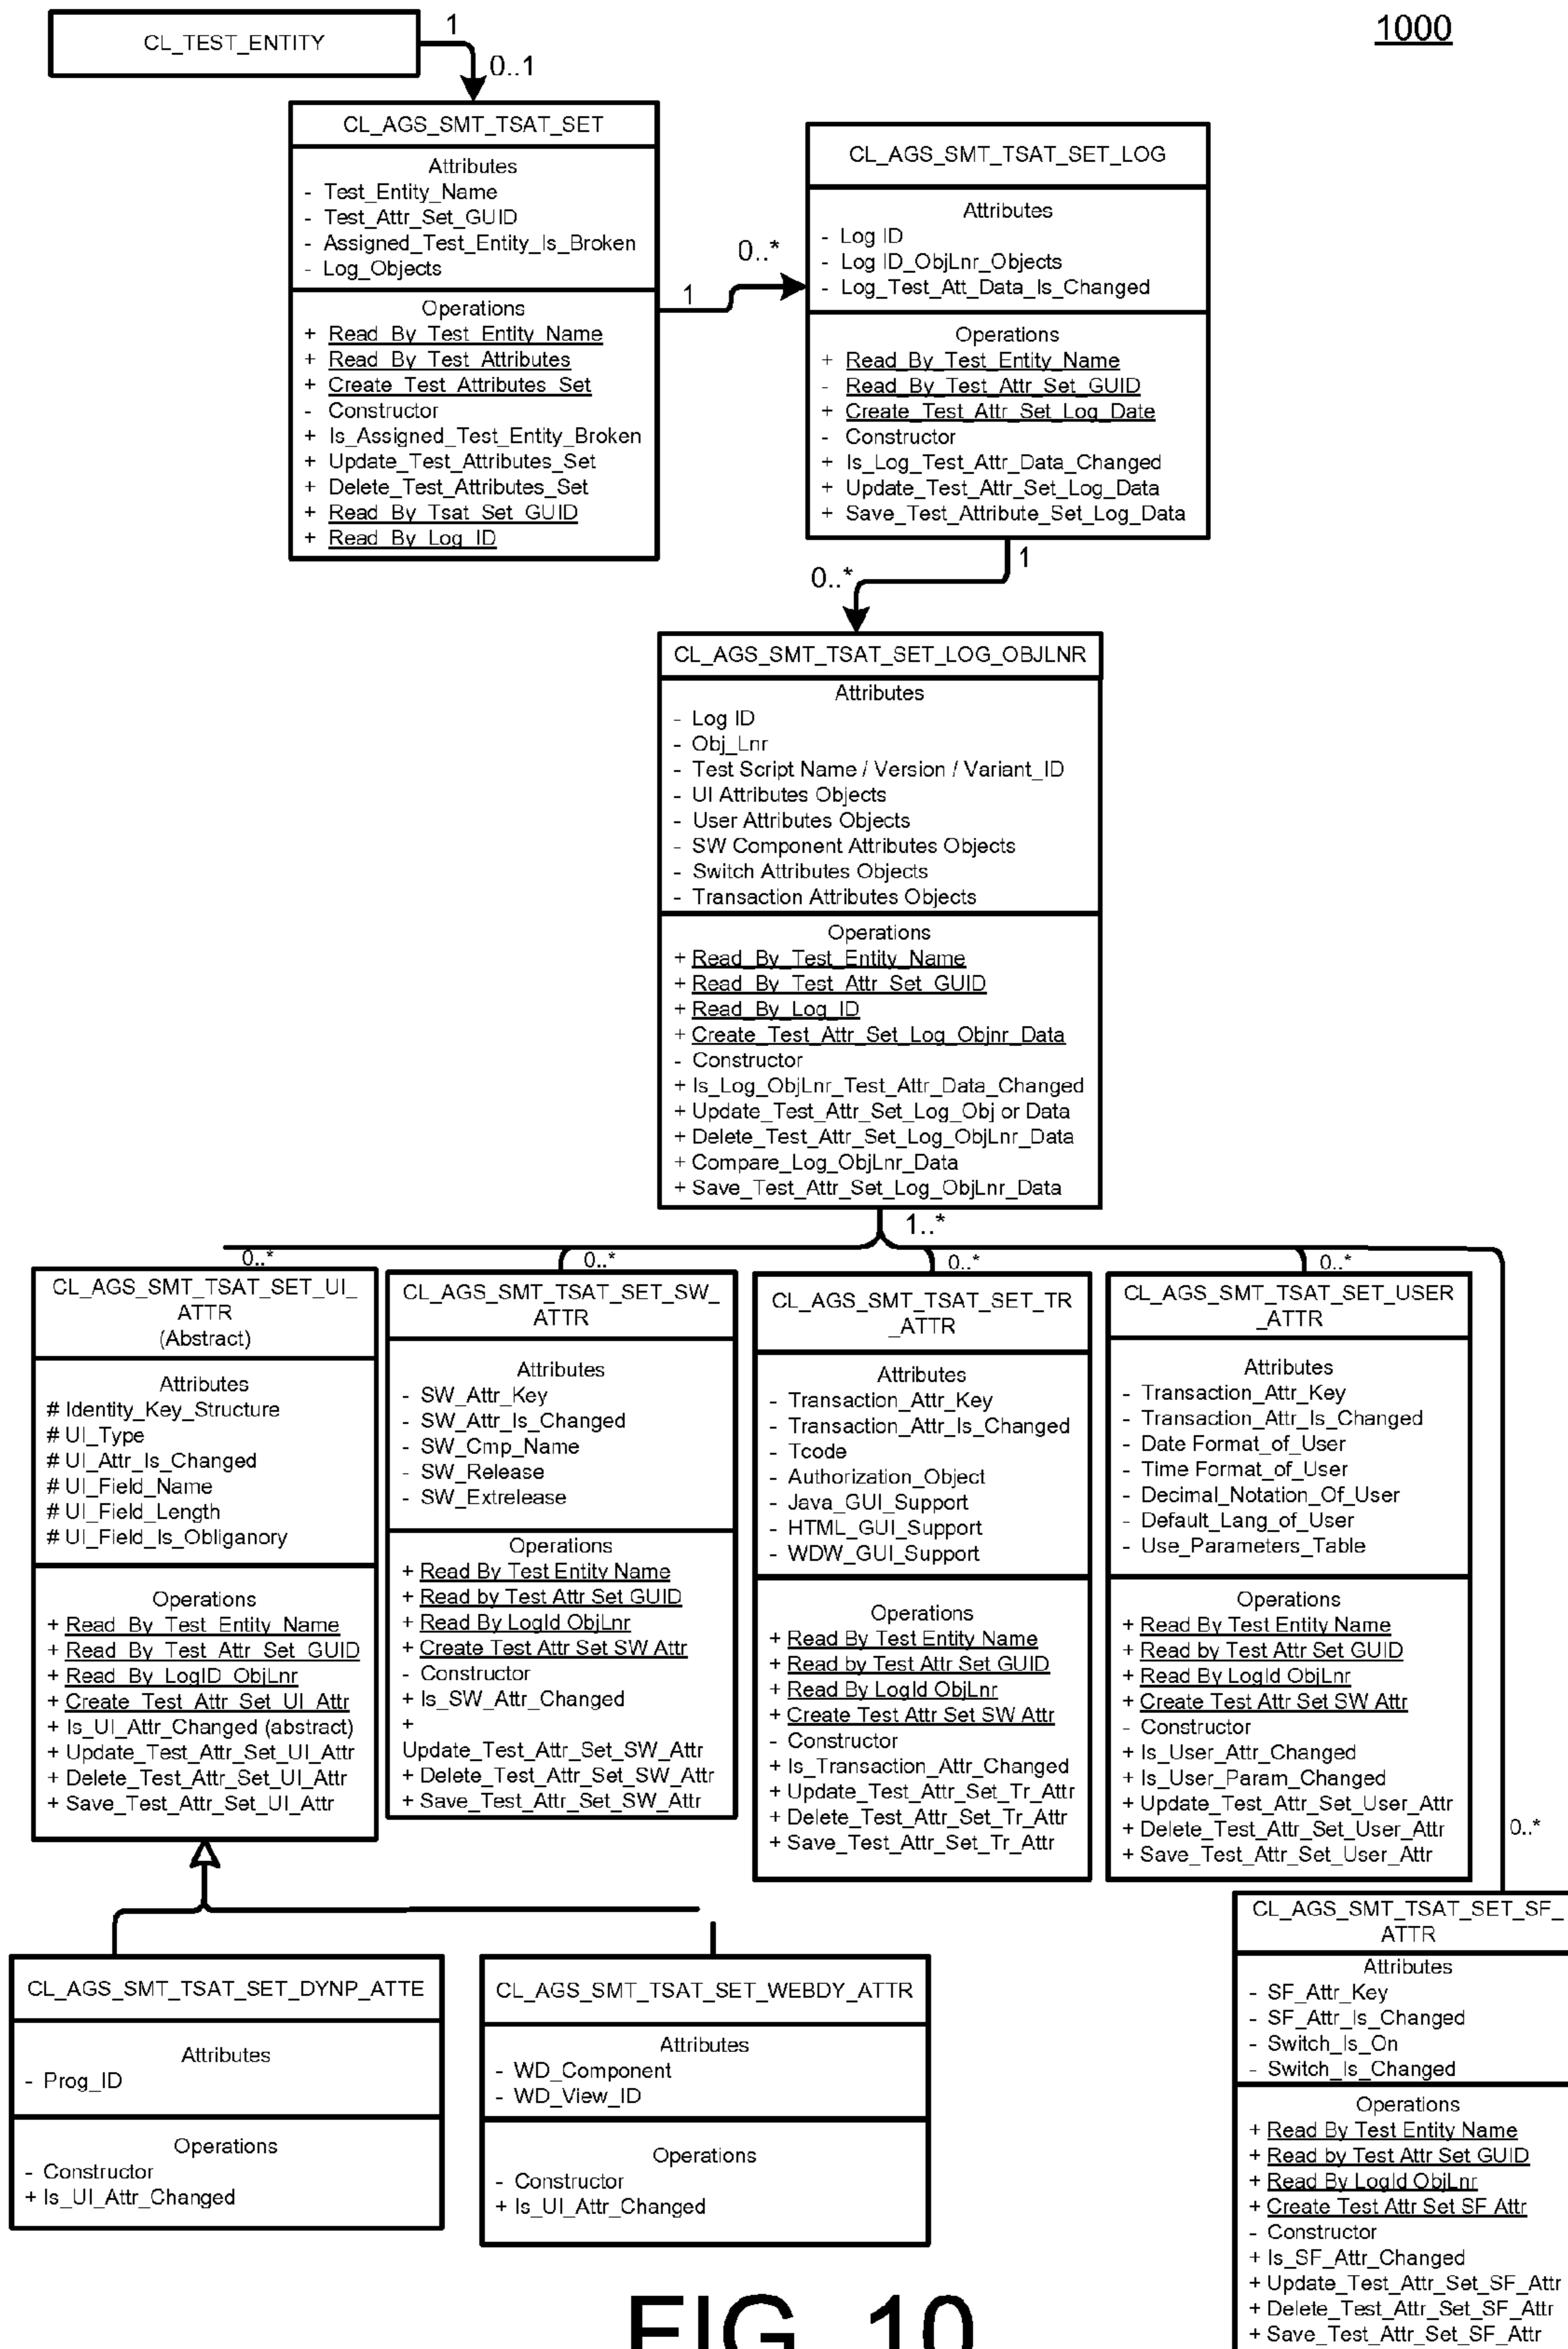 1000
CL_TEST_ENTITY
1
0..1
CL_AGS_SMT_TSAT_SET
Attributes
- Test_Entity_Name
- Test_Attr_Set_GUID
- Assigned_Test_Entity_Is_Broken
- Log_Objects
Operations
+ Read_By_Test_Entity_Name
+ Read_By_Test_Attributes
+ Create_Test_Attributes_Set
- Constructor
+ Is_Assigned_Test_Entity_Broken
+ Update_Test_Attributes_Set
+ Delete_Test_Attributes_Set
+ Read_By_Tsat_Set_GUID
+ Read_By_Log_ID
1
0..*
CL_AGS_SMT_TSAT_SET_LOG
Attributes
- Log ID
- Log ID_ObjLnr_Objects
- Log_Test_Att_Data_Is_Changed
Operations
+ Read_By_Test_Entity_Name
- Read_By_Test_Attr_Set_GUID
+ Create_Test_Attr_Set_Log_Date
- Constructor
+ Is_Log_Test_Attr_Data_Changed
+ Update_Test_Attr_Set_Log_Data
+ Save_Test_Attribute_Set_Log_Data
1
0..*
CL_AGS_SMT_TSAT_SET_LOG_OBJLNR
Attributes
- Log ID
- Obj_Lnr
- Test Script Name / Version / Variant_ID
- UI Attributes Objects
- User Attributes Objects
- SW Component Attributes Objects
- Switch Attributes Objects
- Transaction Attributes Objects
Operations
+ Read_By_Test_Entity_Name
+ Read_By_Test_Attr_Set_GUID
+ Read_By_Log_ID
+ Create_Test_Attr_Set_Log_Objnr_Data
- Constructor
+ Is_Log_ObjLnr_Test_Attr_Data_Changed
+ Update_Test_Attr_Set_Log_Obj or Data
+ Delete_Test_Attr_Set_Log_ObjLnr_Data
+ Compare_Log_ObjLnr_Data
+ Save_Test_Attr_Set_Log_ObjLnr_Data
1..*
0..*
0..*
0..*
0..*
CL_AGS_SMT_TSAT_SET_UI_
ATTR
(Abstract)
Attributes
# Identity_Key_Structure
# UI_Type
# UI_Attr_Is_Changed
# UI_Field_Name
# UI_Field_Length
# UI_Field_Is_Obliganory
Operations
+ Read_By_Test_Entity_Name
+ Read_By_Test_Attr_Set_GUID
+ Read_By_LogID_ObjLnr
+ Create_Test_Attr_Set_UI_Attr
+ Is_UI_Attr_Changed (abstract)
+ Update_Test_Attr_Set_UI_Attr
+ Delete_Test_Attr_Set_UI_Attr
+ Save_Test_Attr_Set_UI_Attr
CL_AGS_SMT_TSAT_SET_SW_
ATTR
Attributes
- SW_Attr_Key
- SW_Attr_Is_Changed
- SW_Cmp_Name
- SW_Release
- SW_Extrelease
Operations
+ Read By Test Entity Name
+ Read by Test Attr Set GUID
+ Read By LogId ObjLnr
+ Create Test Attr Set SW Attr
- Constructor
+ Is_SW_Attr_Changed
+
Update_Test_Attr_Set_SW_Attr
+ Delete_Test_Attr_Set_SW_Attr
+ Save_Test_Attr_Set_SW_Attr
CL_AGS_SMT_TSAT_SET_TR
_ATTR
Attributes
- Transaction_Attr_Key
- Transaction_Attr_Is_Changed
- Tcode
- Authorization_Object
- Java_GUI_Support
- HTML_GUI_Support
- WDW_GUI_Support
Operations
+ Read By Test Entity Name
+ Read by Test Attr Set GUID
+ Read By LogId ObjLnr
+ Create Test Attr Set SW Attr
- Constructor
+ Is_Transaction_Attr_Changed
+ Update_Test_Attr_Set_Tr_Attr
+ Delete_Test_Attr_Set_Tr_Attr
+ Save_Test_Attr_Set_Tr_Attr
CL_AGS_SMT_TSAT_SET_USER
_ATTR
Attributes
- Transaction_Attr_Key
- Transaction_Attr_Is_Changed
- Date Format_of_User
- Time Format_of_User
- Decimal_Notation_Of_User
- Default_Lang_of_User
- Use_Parameters_Table
Operations
+ Read By Test Entity Name
+ Read by Test Attr Set GUID
+ Read By LogId ObjLnr
+ Create Test Attr Set SW Attr
- Constructor
+ Is_User_Attr_Changed
+ Is_User_Param_Changed
+ Update_Test_Attr_Set_User_Attr
+ Delete_Test_Attr_Set_User_Attr
+ Save_Test_Attr_Set_User_Attr
0..*
CL_AGS_SMT_TSAT_SET_DYNP_ATTE
Attributes
- Prog_ID
Operations
- Constructor
+ Is_UI_Attr_Changed
CL_AGS_SMT_TSAT_SET_WEBDY_ATTR
Attributes
- WD_Component
- WD_View_ID
Operations
- Constructor
+ Is_UI_Attr_Changed
CL_AGS_SMT_TSAT_SET_SF_
ATTR
Attributes
- SF_Attr_Key
- SF_Attr_Is_Changed
- Switch_Is_On
- Switch_Is_Changed
Operations
+ Read By Test Entity Name
+ Read by Test Attr Set GUID
+ Read By LogId ObjLnr
+ Create Test Attr Set SF Attr
- Constructor
+ Is_SF_Attr_Changed
+ Update_Test_Attr_Set_SF_Attr
+ Delete_Test_Attr_Set_SF_Attr
+ Save_Test_Attr_Set_SF_Attr
FIG. 10